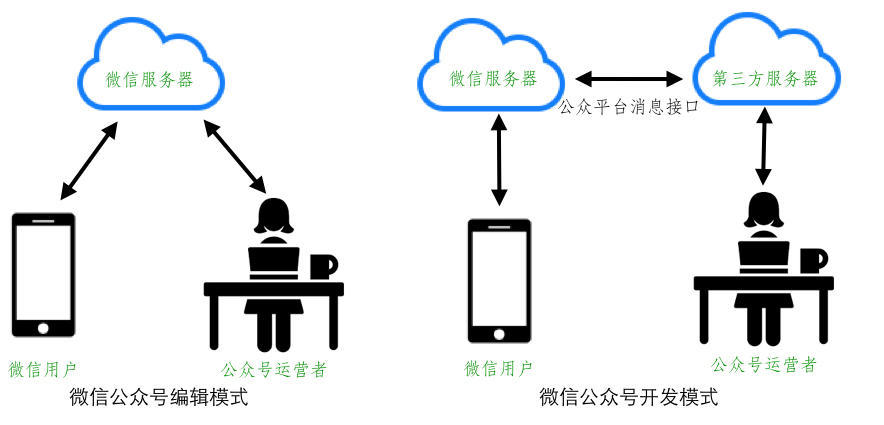 微信服务器
微信用户
公众号运营者
微信公众号编辑模式
微信服务器
公众平台消息接口
第三方服务器
微信用户
公众号运营者
微信公众号开发模式